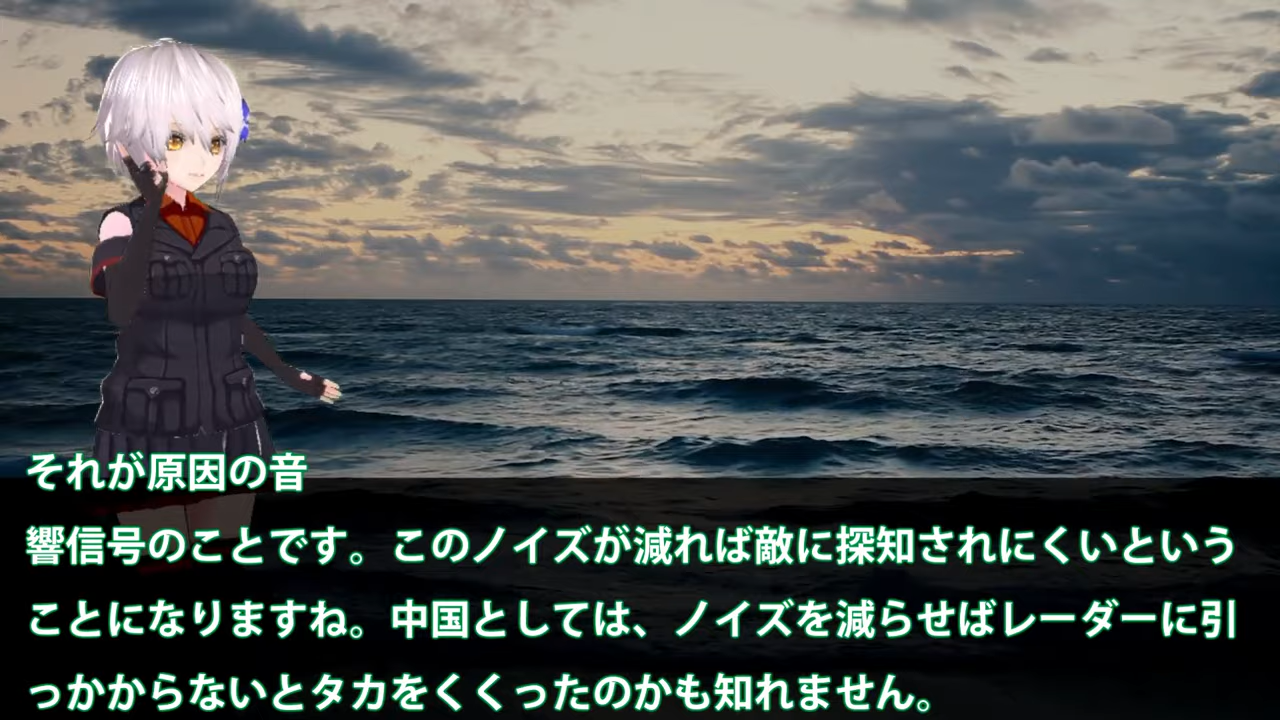 それが原因の音
響信号のことです。このノイズが減れば敵に探知されにくいという
ことになりますね。中国としては、ノイズを減らせばレーダーに引
っかからないとタカをくくったのかも知れません。